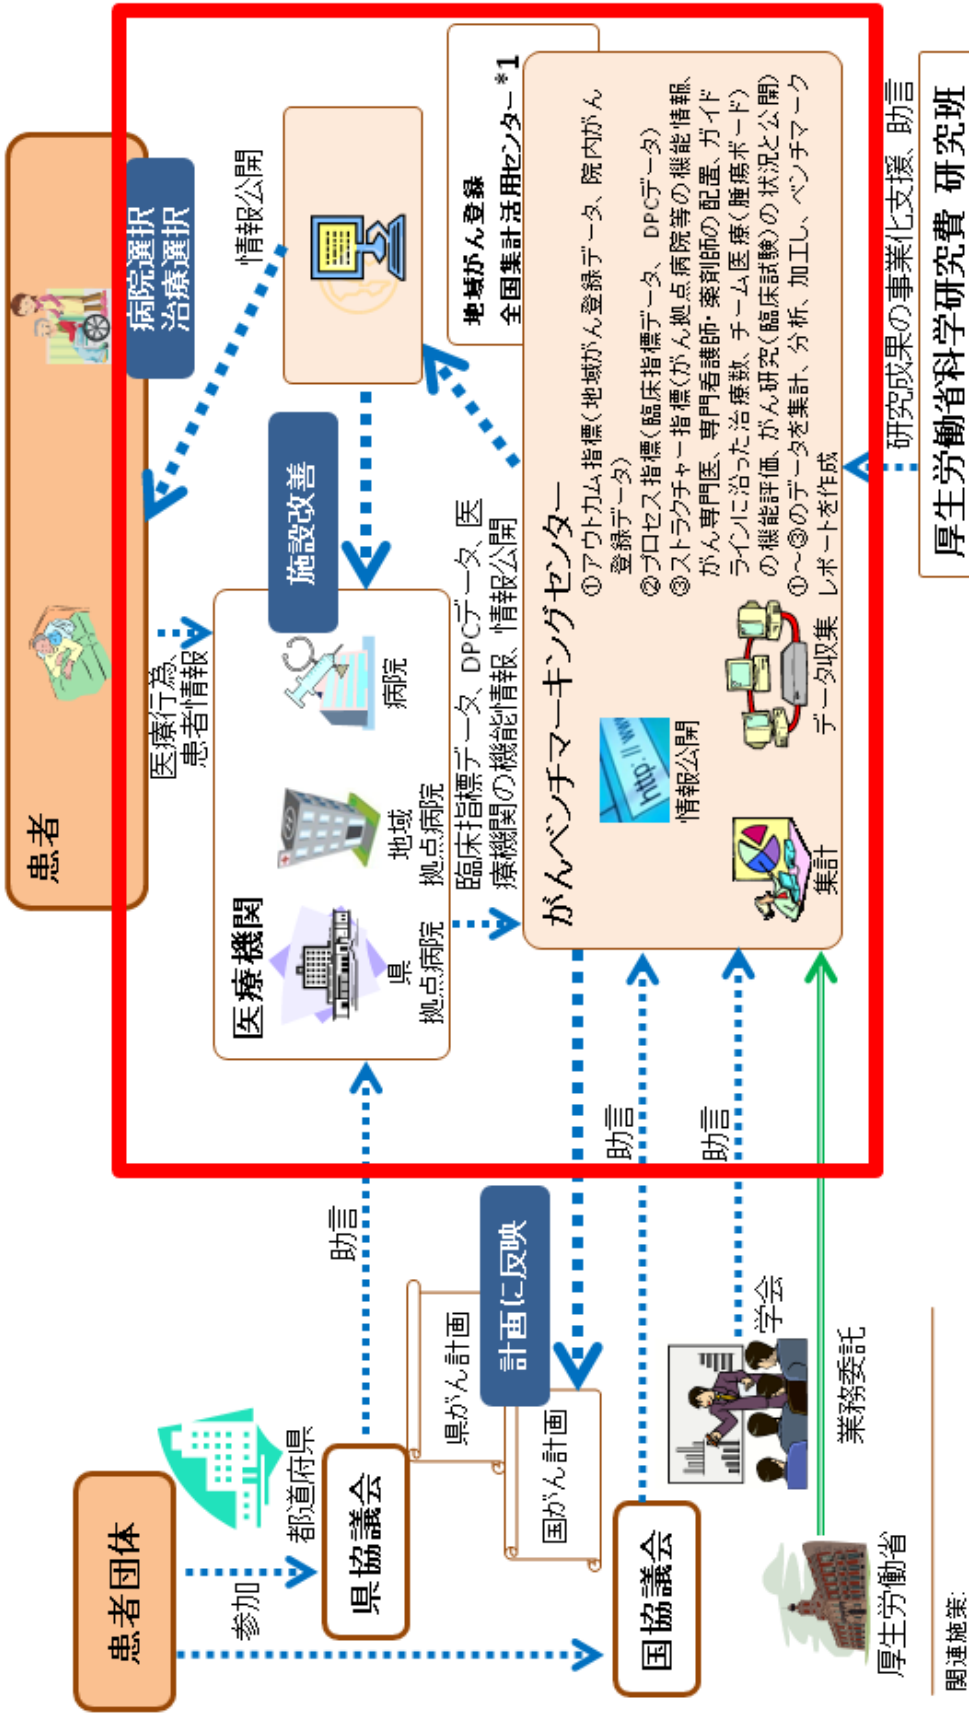 患者
病院選択
治療選択
医療行為、
患者情報
情報公開
医療機関
県
拠点病院
地域
拠点病院
病院
施設改善
臨床指標データ、DPCデータ、医
療機関の機能情報、情報公開
地域がん登録
全国集計活用センター*1
がんベンチマーキングセンター
情報公開
集計
データ収集
①アウトカム指標(地域がん登録データ、院内がん
登録データ)
②プロセス指標(臨床指標データ、DPCデータ)
③ストラクチャー指標(がん拠点病院等の機能情報、
がん専門医、専門看護師・薬剤師の配置、ガイド
ラインに沿った治療数、チーム医療(腫瘍ボード)
の機能評価、がん研究(臨床試験)の状況と公開)
①~③のデータを集計、分析、加工し、ベンチマーク
レポートを作成
患者団体
参加
都道府県
県協議会
助言
県がん計画
計画に反映
国がん計画
国協議会
助言
助言
学会
厚生労働省
業務委託
研究成果の事業化支援、助言
厚生労働省科学研究費 研究班
関連施策:
http://www